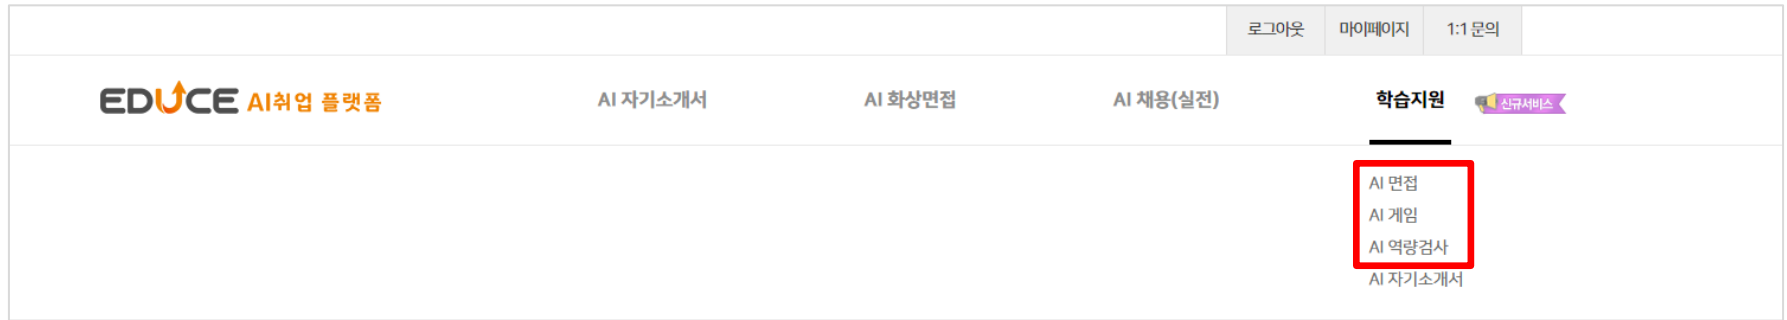 로그아웃 마이페이지 1:1 문의
EDUCE AI취업 플랫폼 AI 자기소개서 AI 화상면접 AI 채용(실전) 학습지원 신규서비스
AI 면접
AI 게임
AI 역량검사
AI 자기소개서